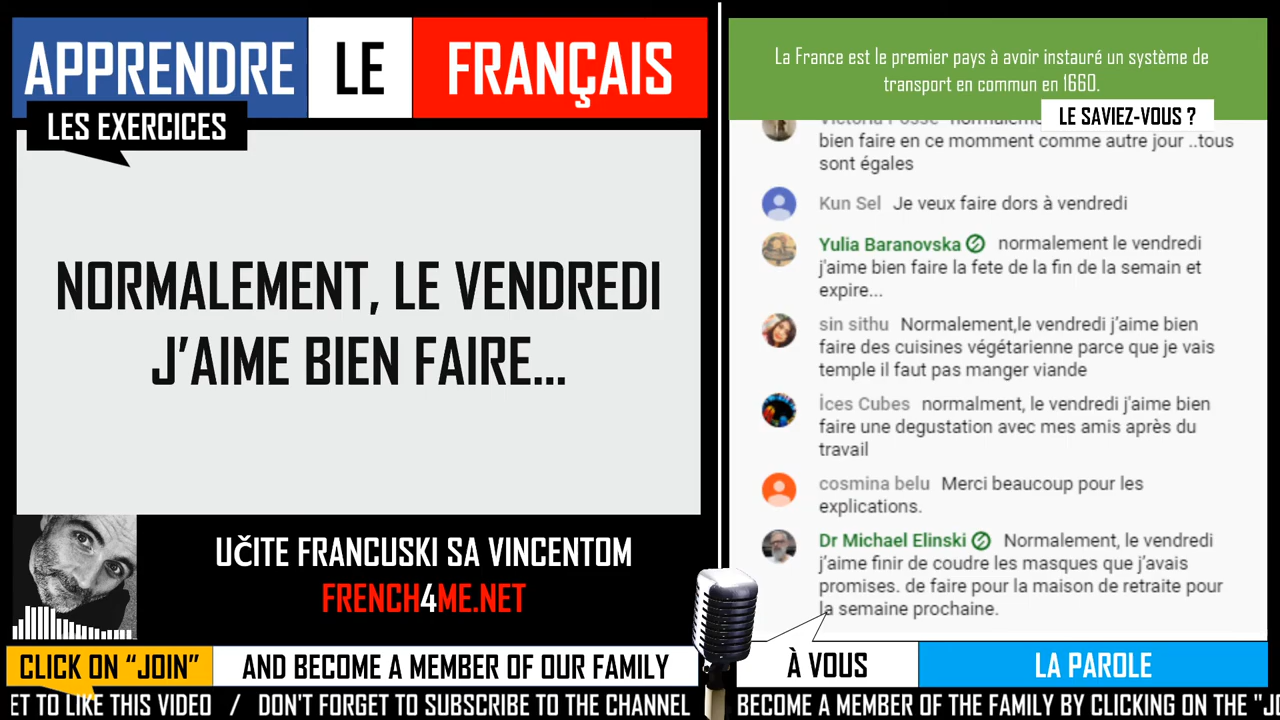 APPRENDRE LE FRANÇAIS
LES EXERCICES
NORMALEMENT, LE VENDREDI
J'AIME BIEN FAIRE...
UČITE FRANCUSKI SA VINCENTOM
FRENCH4ME.NET
CLICK ON “JOIN” AND BECOME A MEMBER OF OUR FAMILY
La France est le premier pays à avoir instauré un système de
transport en commun en 1660.
LE SAVIEZ-VOUS ?
bien faire en ce momment comme autre jour ..tous
sont égales
Kun Sel Je veux faire dors à vendredi
Yulia Baranovska normalement le vendredi
j'aime bien faire la fete de la fin de la semain et
expire...
sin sithu Normalement,le vendredi j'aime bien
faire des cuisines végétarienne parce que je vais
temple il faut pas manger viande
İces Cubes normalment, le vendredi j'aime bien
faire une degustation avec mes amis après du
travail
cosmina belu Merci beaucoup pour les
explications.
Dr Michael Elinski Normalement, le vendredi
j'aime finir de coudre les masques que j'avais
promises. de faire pour la maison de retraite pour
la semaine prochaine.
À VOUS LA PAROLE
ET TO LIKE THIS VIDEO / DON'T FORGET TO SUBSCRIBE TO THE CHANNEL
BECOME A MEMBER OF THE FAMILY BY CLICKING ON THE